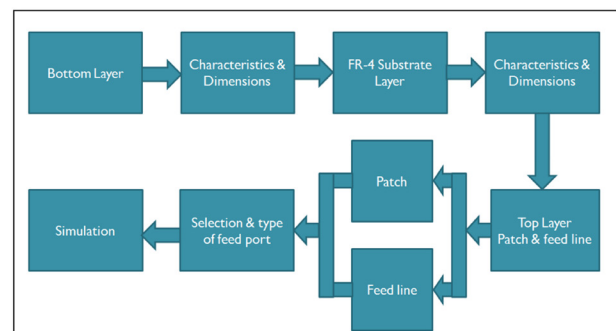 Bottom Layer
Characteristics &
Dimensions
FR-4 Substrate
Layer
Characteristics &
Dimensions
Top Layer
Patch & feed line
Patch
Feed line
Selection & type
of feed port
Simulation